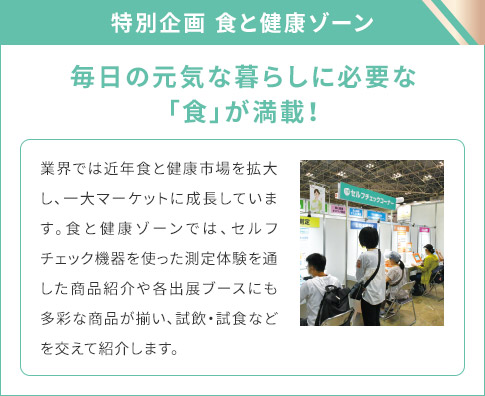 特別企画 食と健康ゾーン
毎日の元気な暮らしに必要な
「食」が満載！
業界では近年食と健康市場を拡大
し、一大マーケットに成長していま
す。食と健康ゾーンでは、セルフ
チェック機器を使った測定体験を通
した商品紹介や各出展ブースにも
多彩な商品が揃い、試飲・試食など
を交えて紹介します。
セルフチェックコーナー